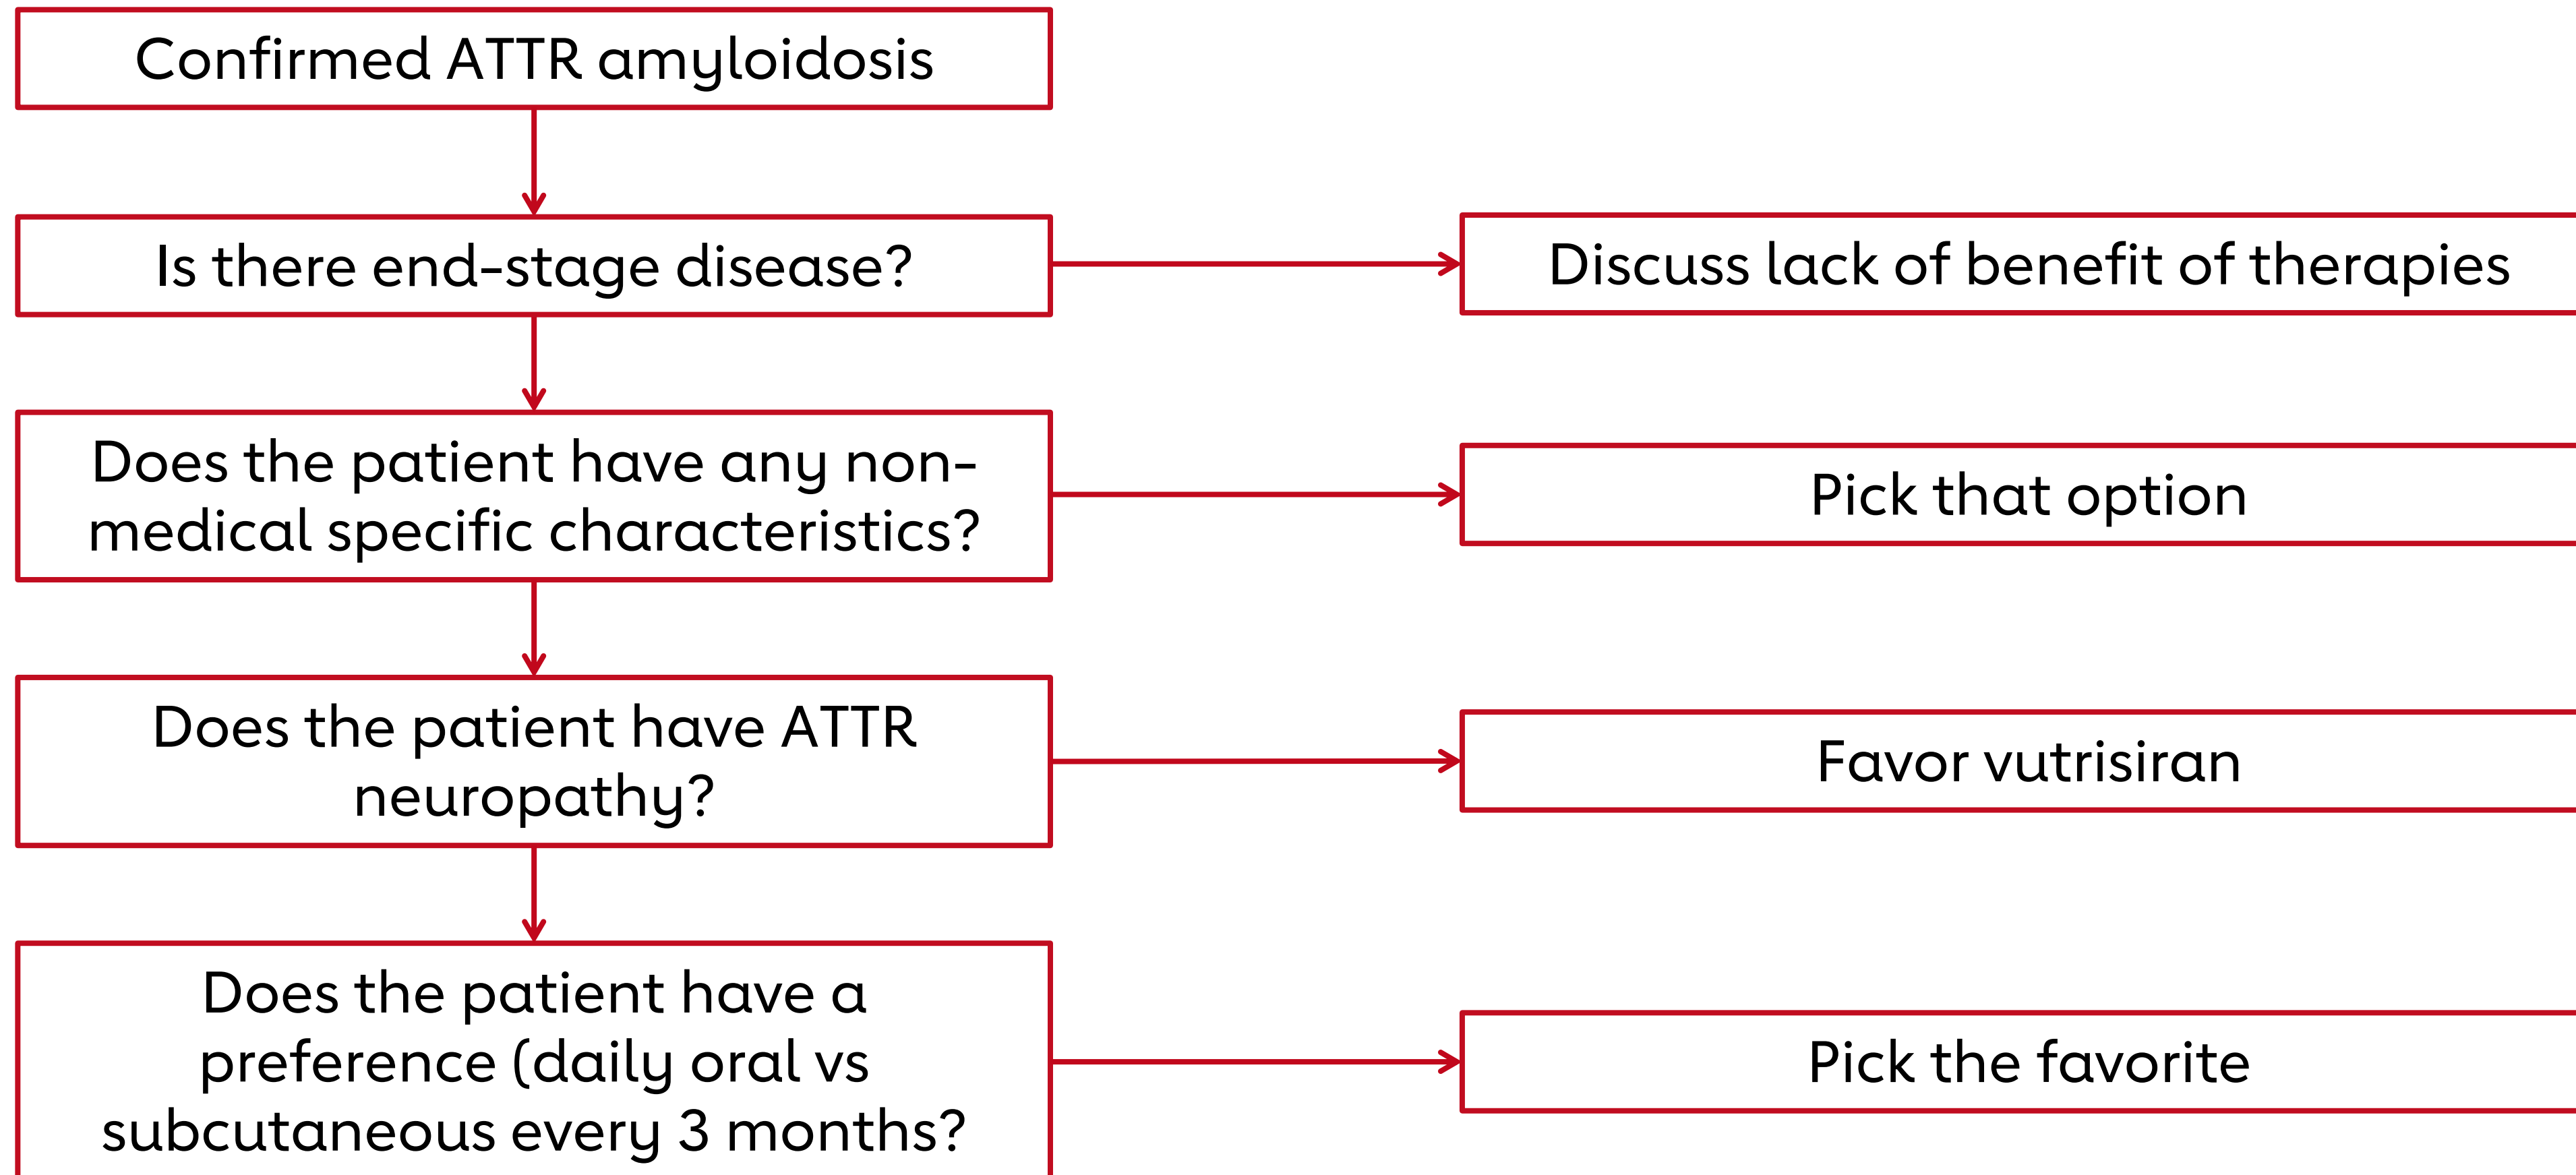 Confirmed ATTR amyloidosis
Is there end-stage disease?
Discuss lack of benefit of therapies
Does the patient have any non-
medical specific characteristics?
Pick that option
Does the patient have ATTR
neuropathy?
Favor vutrisiran
Does the patient have a
preference (daily oral vs
subcutaneous every 3 months?
Pick the favorite